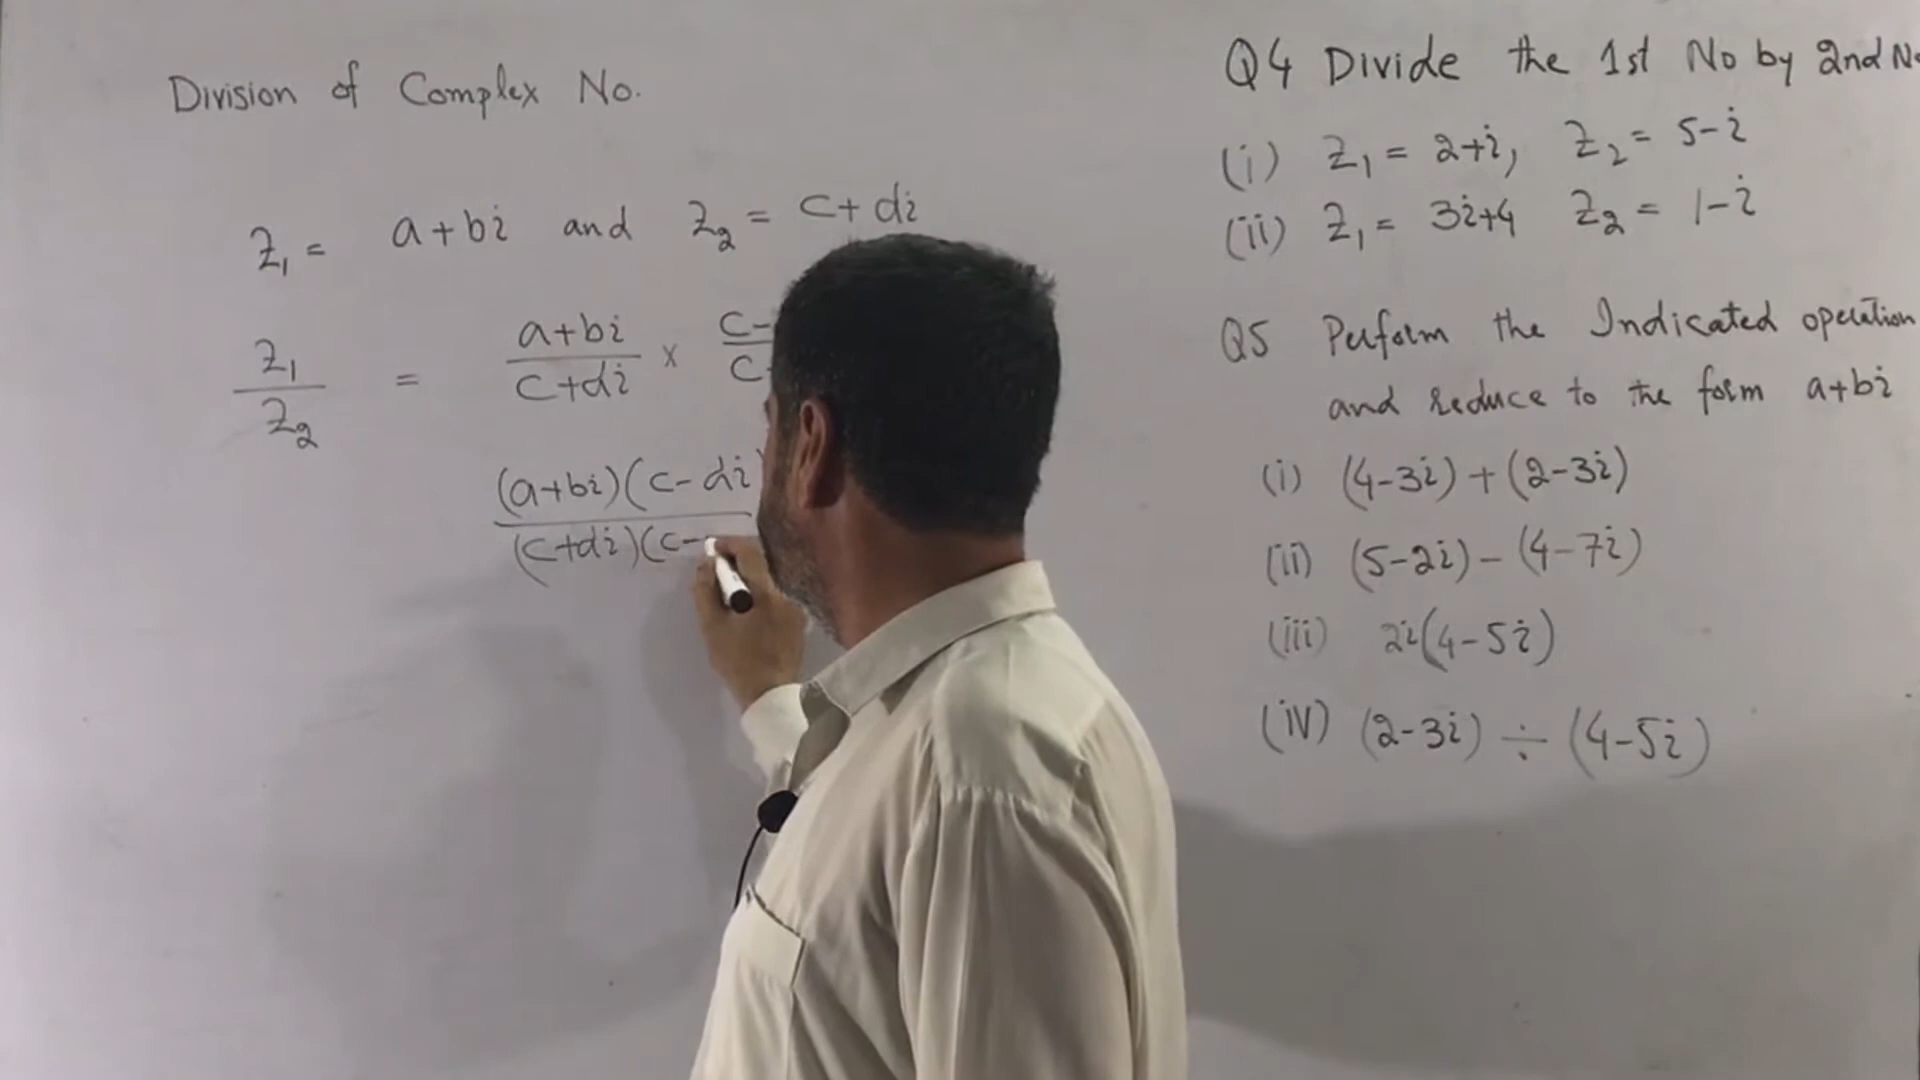 Division of Complex No.
Z₁ = a+bi and Z₂ = c+di
Z₁/Z₂ = a+bi/c+di × c-/c-
(a+bi)(c-di)/(c+di)(c-
Q4 Divide the 1st No by 2nd No
(i) Z₁ = 2+i, Z₂ = 5-i
(ii) Z₁ = 3i+4 Z₂ = 1-i
Q5 Perform the Indicated operation
and reduce to the form a+bi
(i) (4-3i)+(2-3i)
(ii) (5-2i)-(4-7i)
(iii) 2i(4-5i)
(iv) (2-3i) ÷ (4-5i)